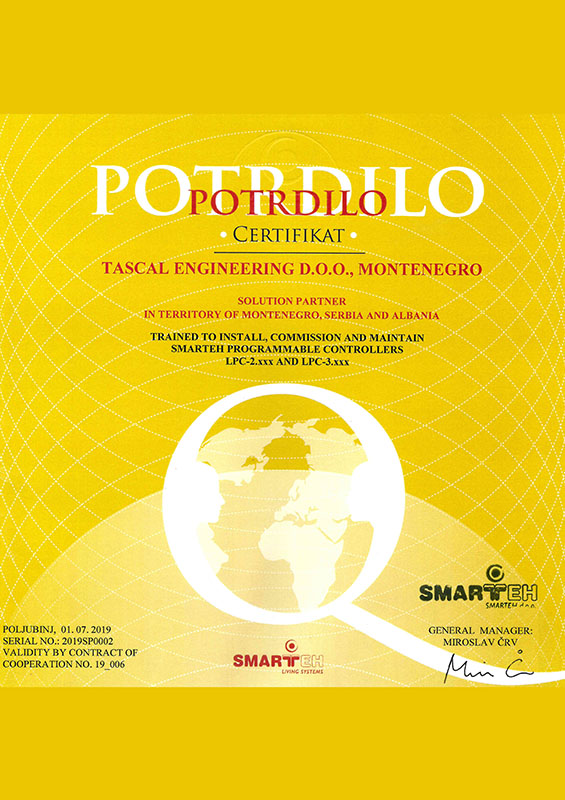 POTRDILO
POTRDILO
• CERTIFIKAT •
TASCAL ENGINEERING D.O.O., MONTENEGRO
SOLUTION PARTNER
IN TERRITORY OF MONTENEGRO, SERBIA AND ALBANIA
TRAINED TO INSTALL, COMMISSION AND MAINTAIN
SMARTEH PROGRAMMABLE CONTROLLERS
LPC-2.xxx AND LPC-3.xxx
SMARTEH
SMARTEH d.o.o.
POLJUBINJ, 01. 07. 2019
SERIAL NO.: 2019SP0002
VALIDITY BY CONTRACT OF
COOPERATION NO. 19_006
SMARTEH
LIVING SYSTEMS
GENERAL MANAGER:
MIROSLAV ČRV